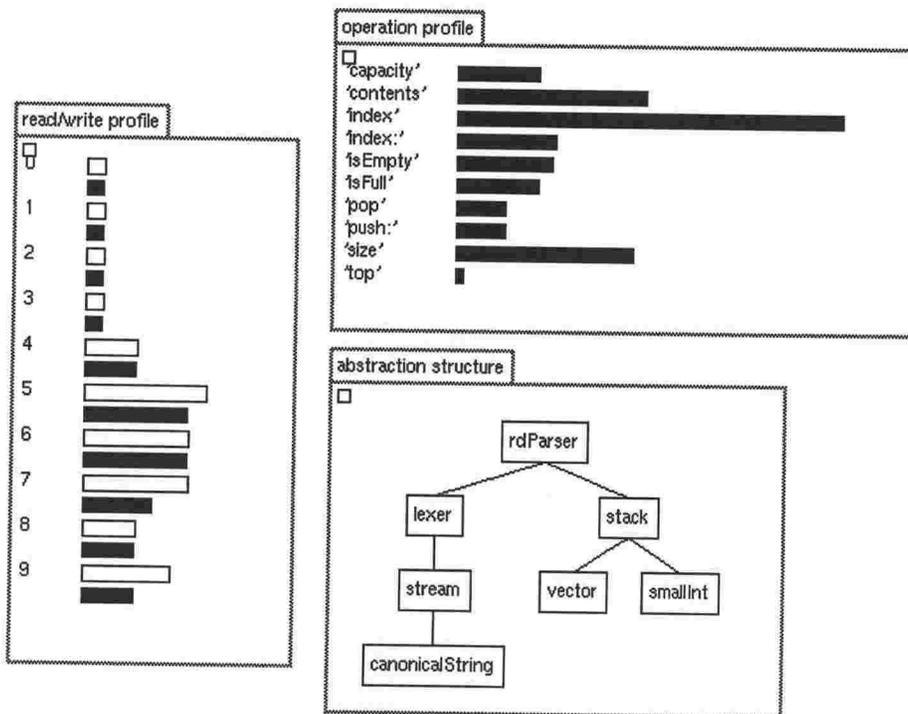 operation profile
'capacity'
'contents'
'index'
'index:'
'isEmpty'
'isFull'
'pop'
'push:'
'size'
'top'
read/write profile
0
1
2
3
4
5
6
7
8
9
abstraction structure
rdParser
lexer stack
stream vector smallInt
canonicalString